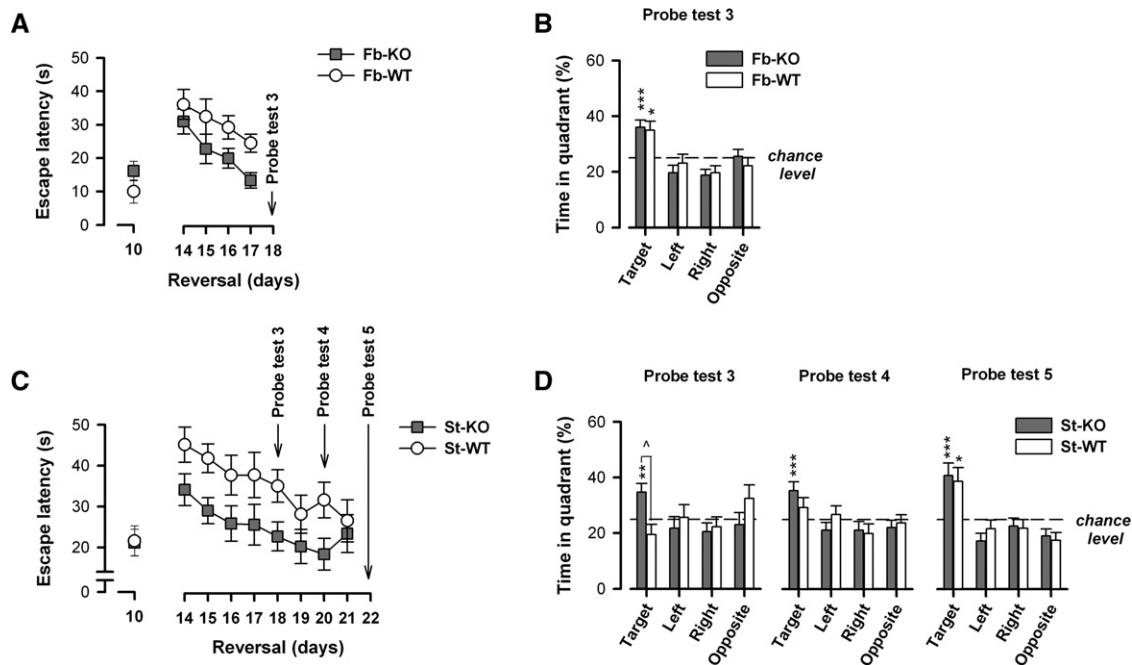 A
Escape latency (s)
50
40
30
20
10
0
Fb-KO
Fb-WT
Probe test 3
10
14 15 16 17 18
Reversal (days)
B
Probe test 3
Time in quadrant (%)
60
40
20
0
Fb-KO
Fb-WT
***
*
chance
level
Target
Left
Right
Opposite
C
Escape latency (s)
50
40
30
20
0
Probe test 3
Probe test 4
Probe test 5
St-KO
St-WT
10
14 15 16 17 18 19 20 21 22
Reversal (days)
D
Probe test 3
Probe test 4
Probe test 5
Time in quadrant (%)
60
40
20
0
St-KO
St-WT
^
**
***
***
*
chance
level
Target
Left
Right
Opposite
Target
Left
Right
Opposite
Target
Left
Right
Opposite